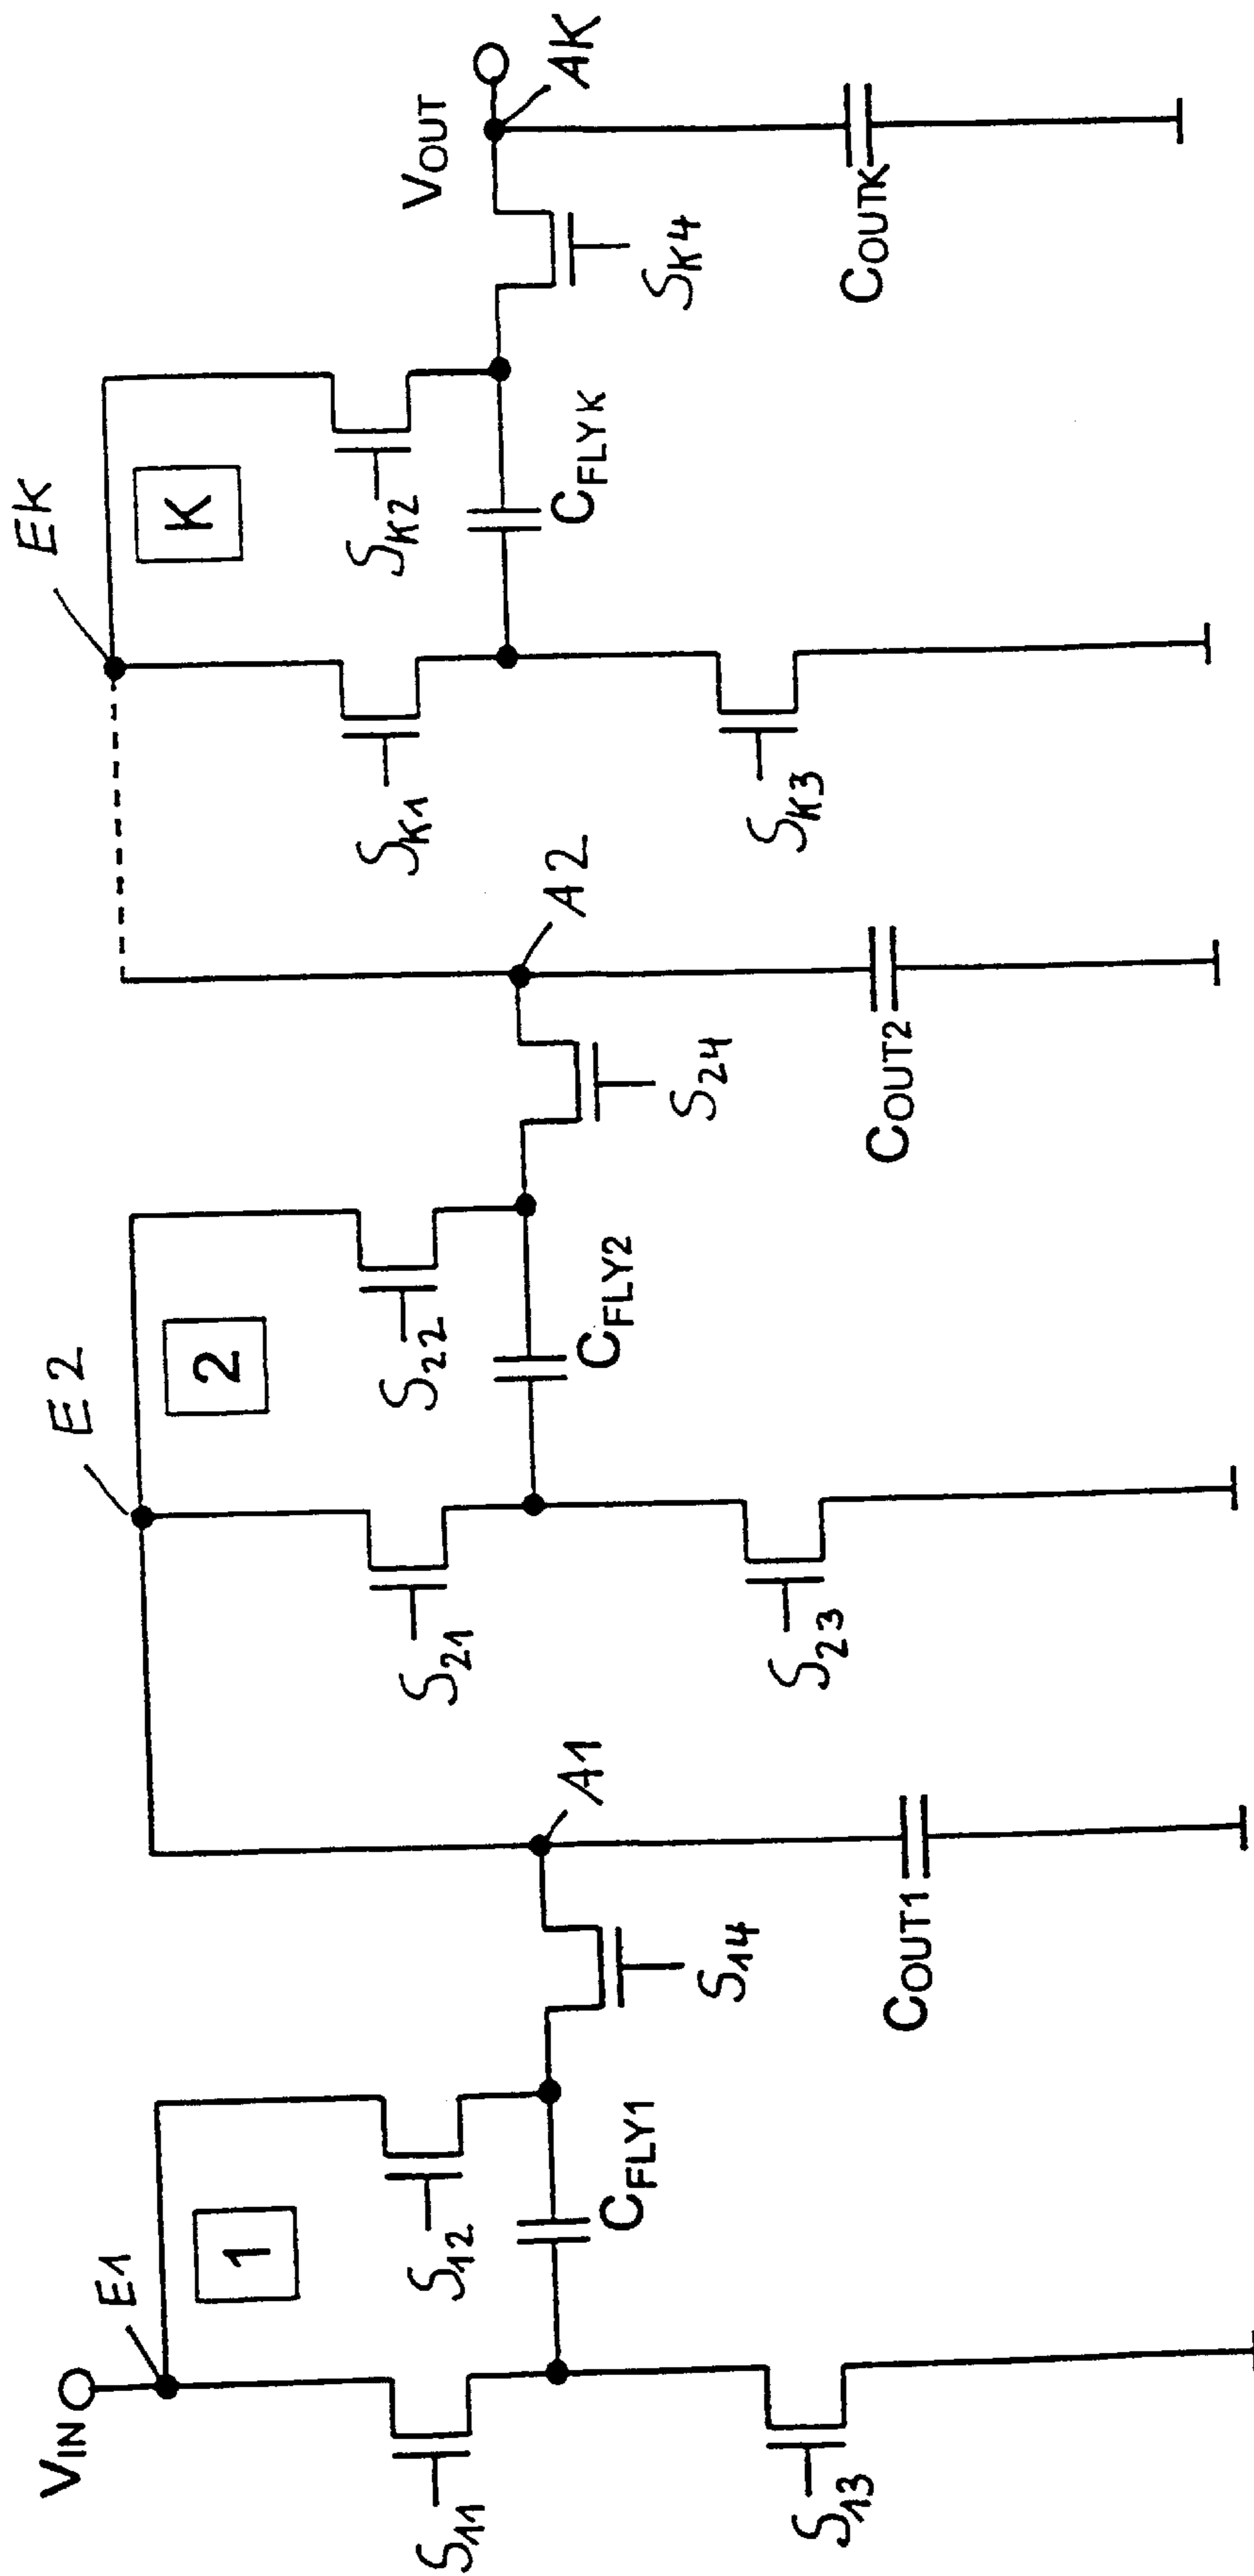 V_IN
E1
1
S11
S12
C_FLY1
S13
S14
A1
C_OUT1
E2
2
S21
S22
C_FLY2
S23
S24
A2
C_OUT2
EK
K
SK1
SK2
C_FLYK
SK3
SK4
V_OUT
AK
C_OUTK